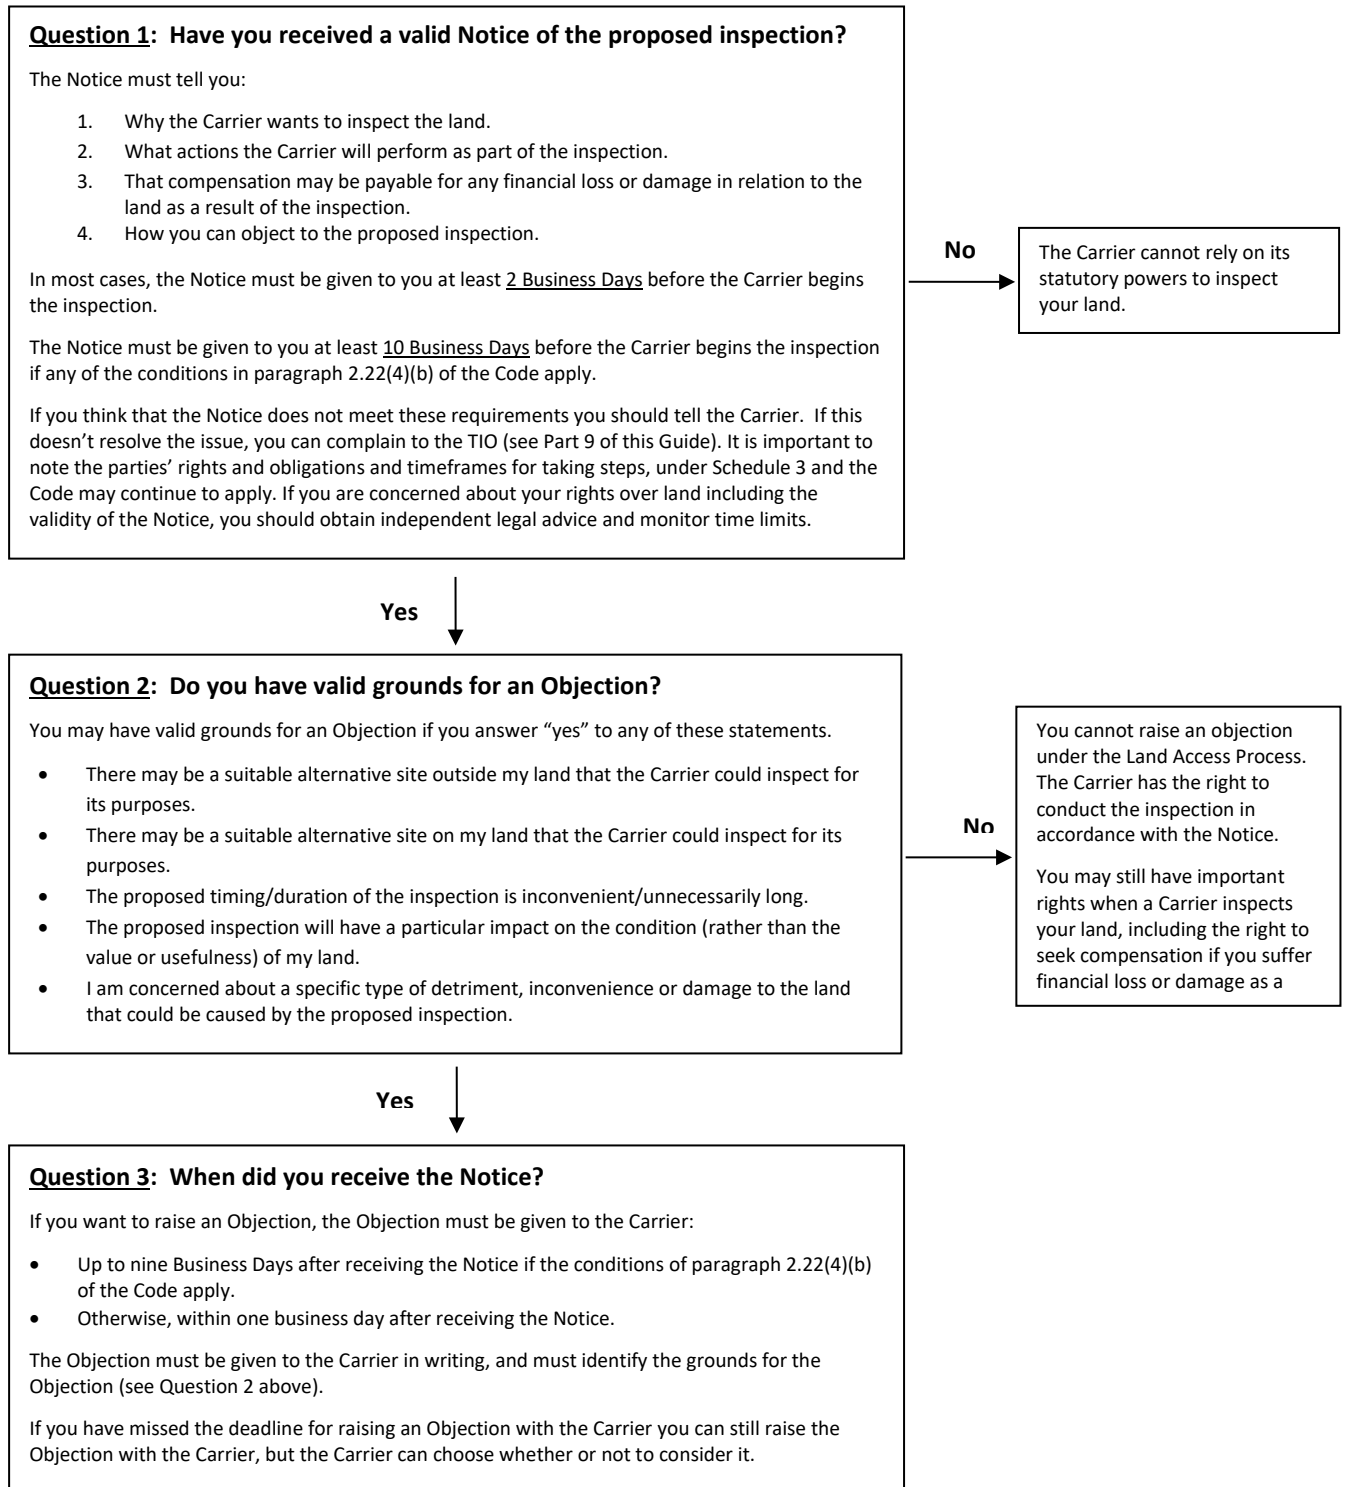 Question 1:  Have you received a valid Notice of the proposed inspection?
The Notice must tell you:
1. Why the Carrier wants to inspect the land.
2. What actions the Carrier will perform as part of the inspection.
3. That compensation may be payable for any financial loss or damage in relation to the
land as a result of the inspection.
4. How you can object to the proposed inspection.
In most cases, the Notice must be given to you at least 2 Business Days before the Carrier begins
the inspection.
The Notice must be given to you at least 10 Business Days before the Carrier begins the inspection
if any of the conditions in paragraph 2.22(4)(b) of the Code apply.
If you think that the Notice does not meet these requirements you should tell the Carrier.  If this
doesn’t resolve the issue, you can complain to the TIO (see Part 9 of this Guide). It is important to
note the parties’ rights and obligations and timeframes for taking steps, under Schedule 3 and the
Code may continue to apply. If you are concerned about your rights over land including the
validity of the Notice, you should obtain independent legal advice and monitor time limits.
No
The Carrier cannot rely on its
statutory powers to inspect
your land.
Yes
Question 2:  Do you have valid grounds for an Objection?
You may have valid grounds for an Objection if you answer “yes” to any of these statements.
• There may be a suitable alternative site outside my land that the Carrier could inspect for
its purposes.
• There may be a suitable alternative site on my land that the Carrier could inspect for its
purposes.
• The proposed timing/duration of the inspection is inconvenient/unnecessarily long.
• The proposed inspection will have a particular impact on the condition (rather than the
value or usefulness) of my land.
• I am concerned about a specific type of detriment, inconvenience or damage to the land
that could be caused by the proposed inspection.
No
You cannot raise an objection
under the Land Access Process.
The Carrier has the right to
conduct the inspection in
accordance with the Notice.
You may still have important
rights when a Carrier inspects
your land, including the right to
seek compensation if you suffer
financial loss or damage as a
Yes
Question 3:  When did you receive the Notice?
If you want to raise an Objection, the Objection must be given to the Carrier:
• Up to nine Business Days after receiving the Notice if the conditions of paragraph 2.22(4)(b)
of the Code apply.
• Otherwise, within one business day after receiving the Notice.
The Objection must be given to the Carrier in writing, and must identify the grounds for the
Objection (see Question 2 above).
If you have missed the deadline for raising an Objection with the Carrier you can still raise the
Objection with the Carrier, but the Carrier can choose whether or not to consider it.